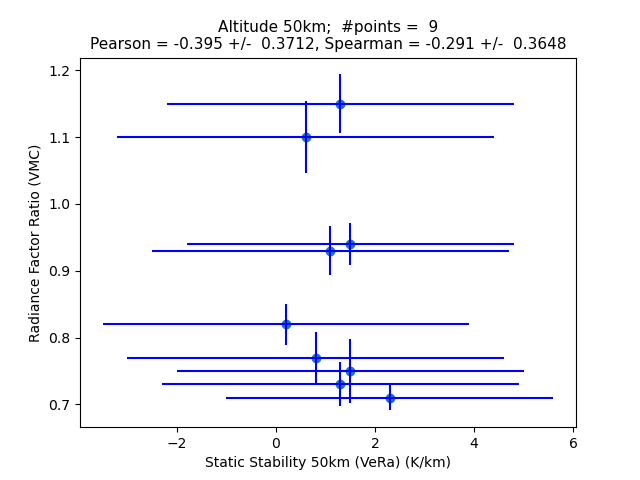 Altitude 50km;  #points =  9
Pearson = -0.395 +/-  0.3712, Spearman = -0.291 +/-  0.3648
1.2
1.1
1.0
0.9
0.8
0.7
Radiance Factor Ratio (VMC)
−2 0 2 4 6
Static Stability 50km (VeRa) (K/km)